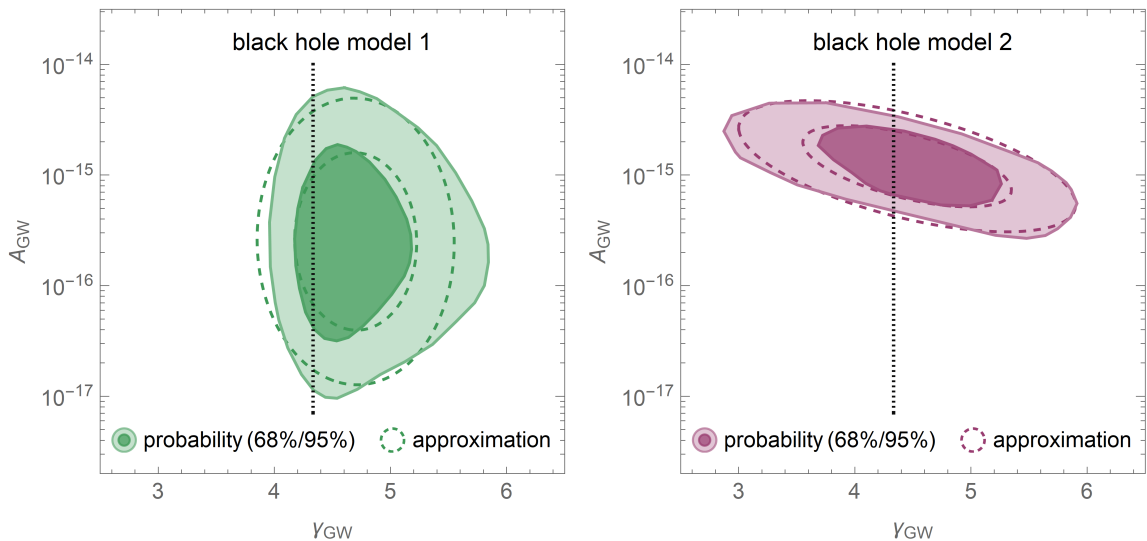 black hole model 1
10⁻¹⁴
10⁻¹⁵
10⁻¹⁶
10⁻¹⁷
A_GW
probability (68%/95%)
approximation
3 4 5 6
γ_GW
black hole model 2
10⁻¹⁴
10⁻¹⁵
10⁻¹⁶
10⁻¹⁷
A_GW
probability (68%/95%)
approximation
3 4 5 6
γ_GW